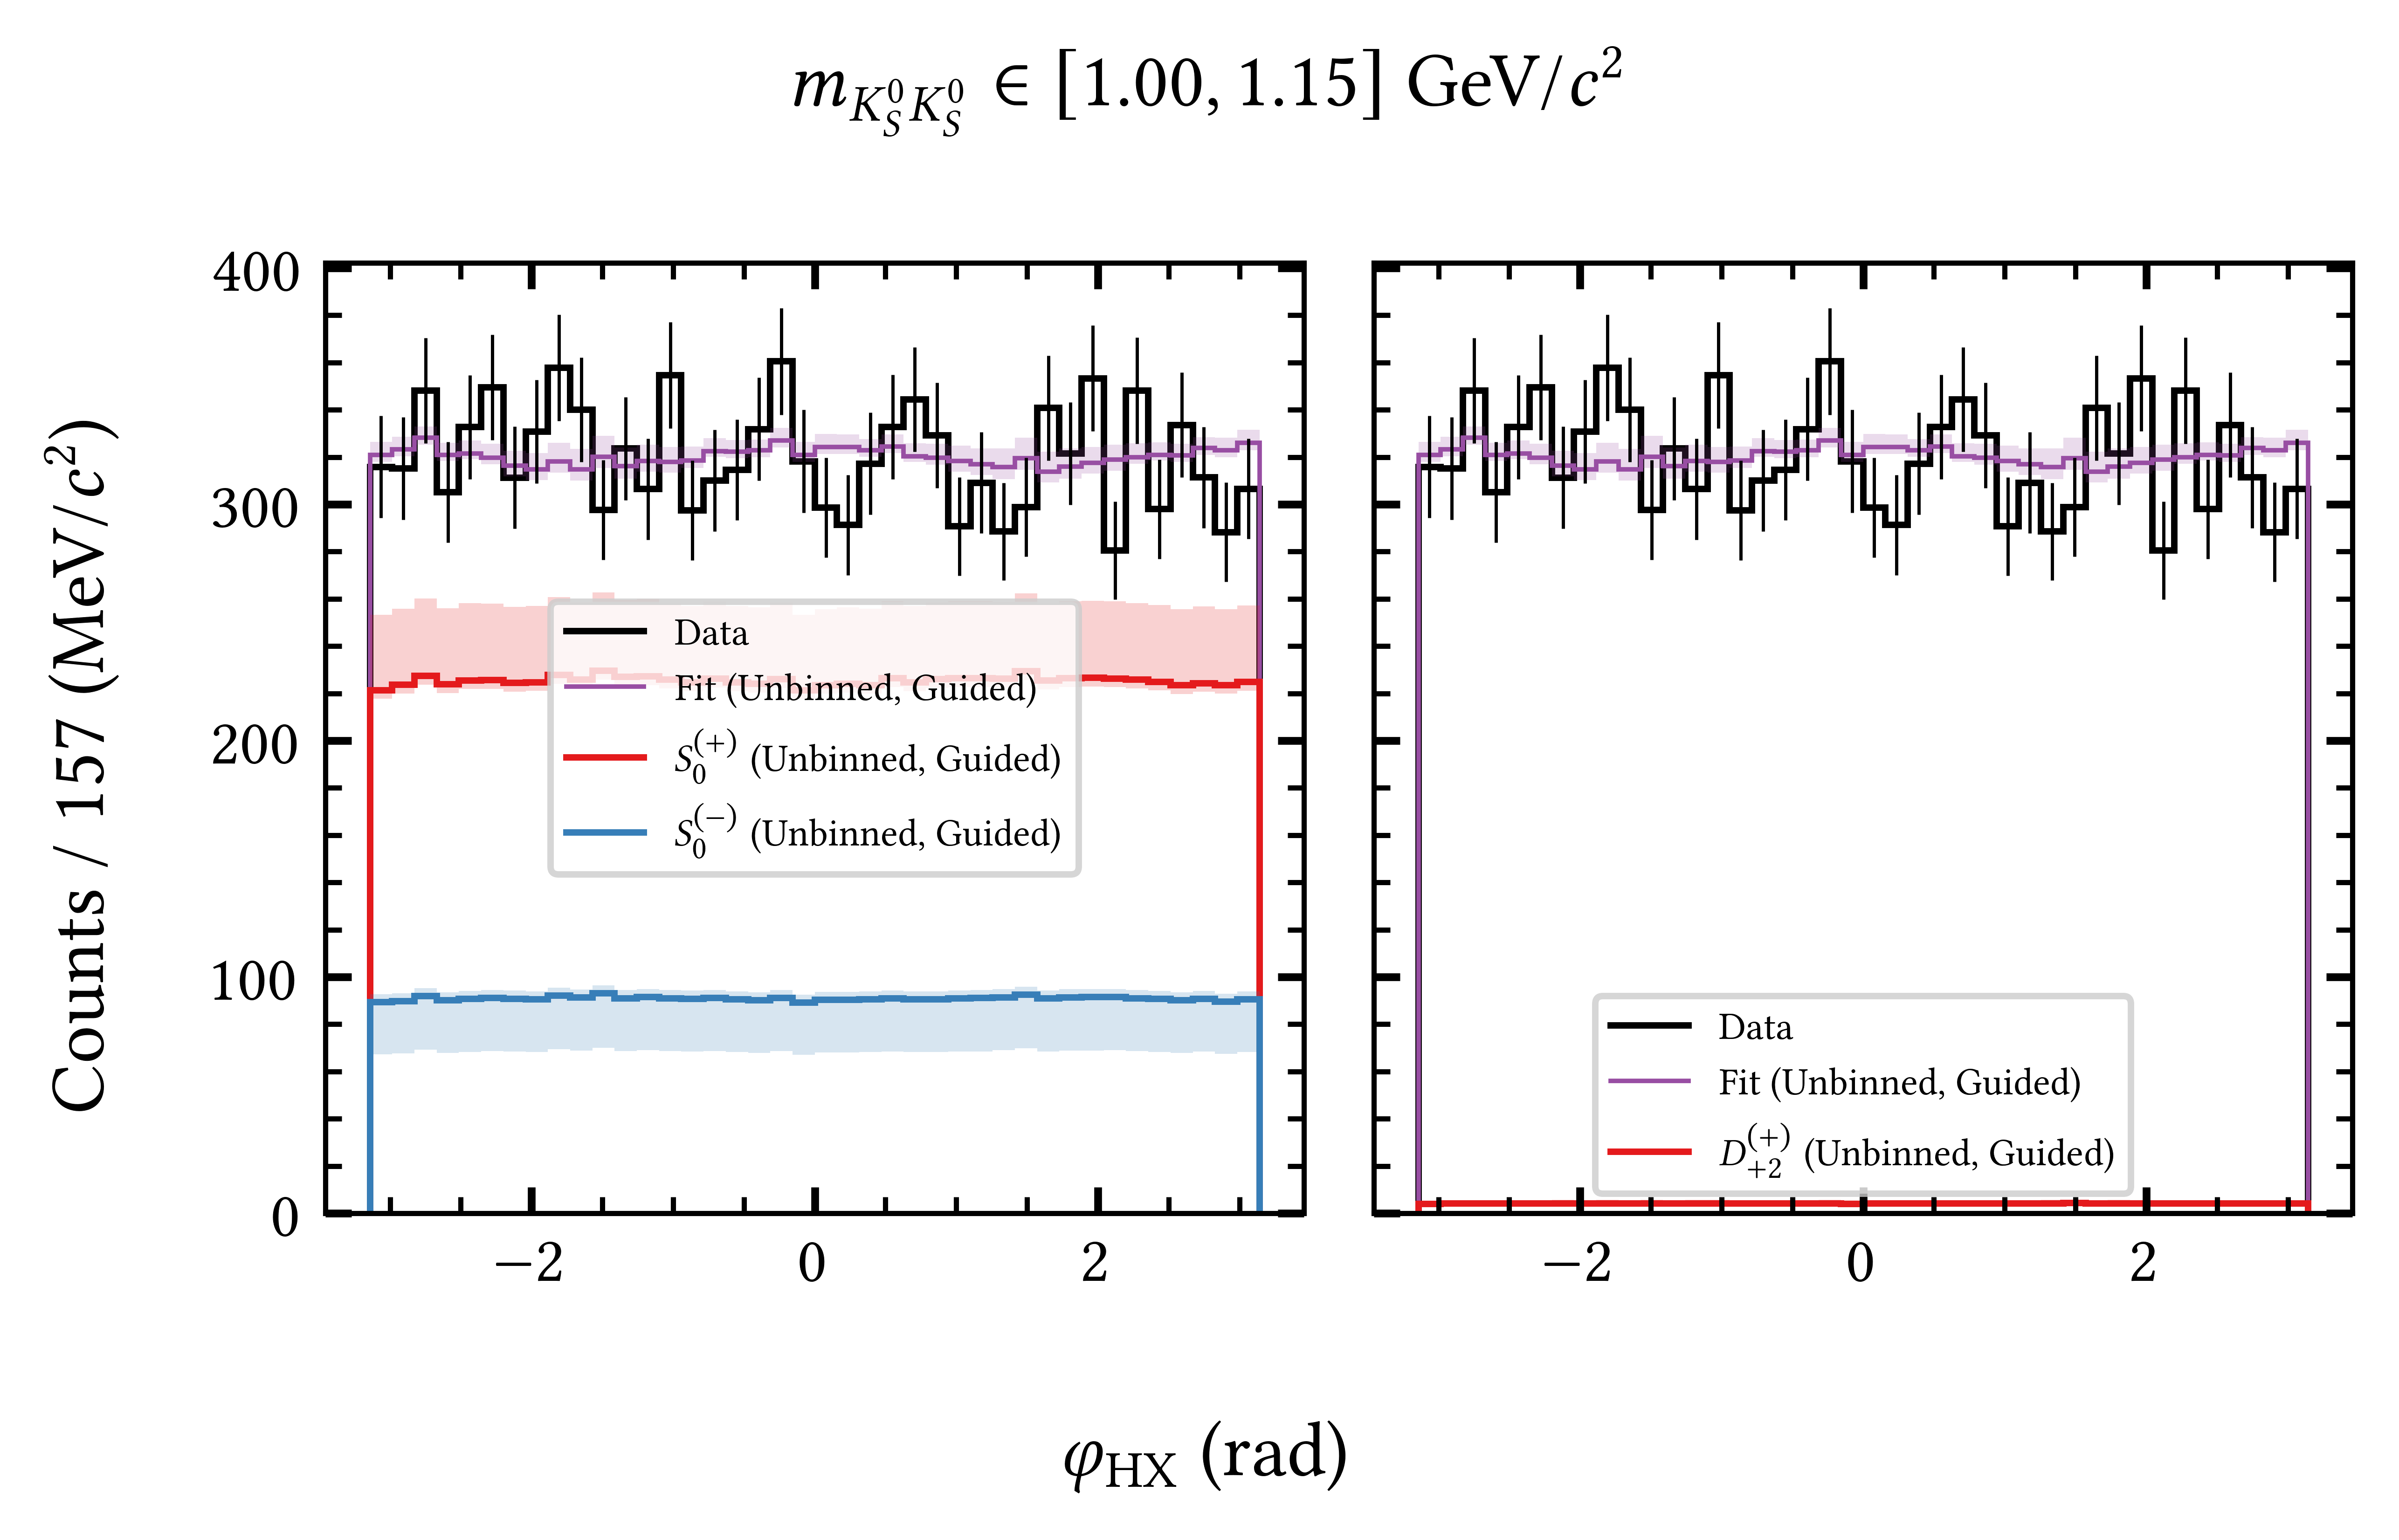 m_{K_S^0 K_S^0} ∈ [1.00, 1.15] GeV/c²
Counts / 157 (MeV/c²)
400
300
200
100
0
Data
Fit (Unbinned, Guided)
S_0^{(+)} (Unbinned, Guided)
S_0^{(−)} (Unbinned, Guided)
−2 0 2
Data
Fit (Unbinned, Guided)
D_{+2}^{(+)} (Unbinned, Guided)
−2 0 2
φ_{HX} (rad)